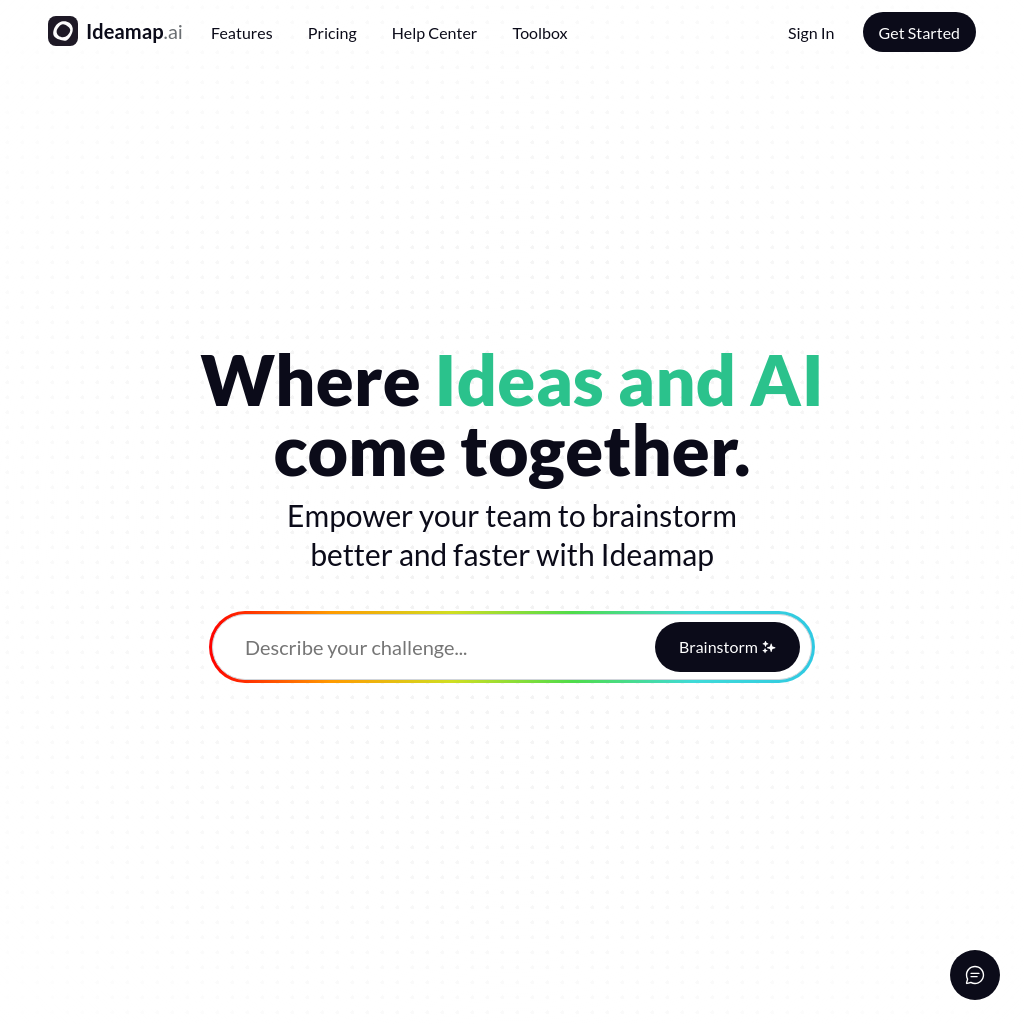 Ideamap.ai Features Pricing Help Center Toolbox Sign In Get Started
Where Ideas and AI
come together.
Empower your team to brainstorm
better and faster with Ideamap
Describe your challenge... Brainstorm